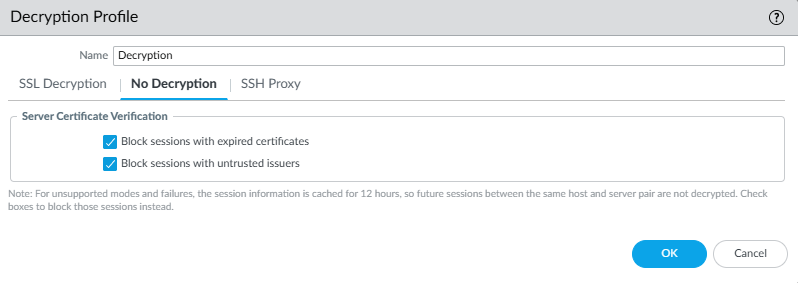 Decryption Profile
?
Name Decryption
SSL Decryption No Decryption SSH Proxy
Server Certificate Verification
Block sessions with expired certificates
Block sessions with untrusted issuers
Note: For unsupported modes and failures, the session information is cached for 12 hours, so future sessions between the same host and server pair are not decrypted. Check
boxes to block those sessions instead.
OK Cancel